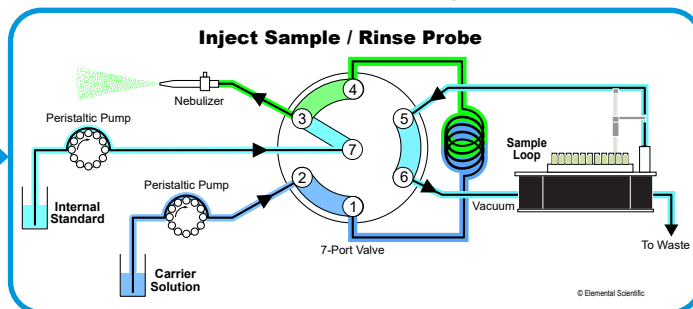 Inject Sample / Rinse Probe
Nebulizer
Peristaltic Pump
Internal
Standard
Peristaltic Pump
Carrier
Solution
3
4
7
2
1
5
6
7-Port Valve
Sample
Loop
Vacuum
To Waste
© Elemental Scientific